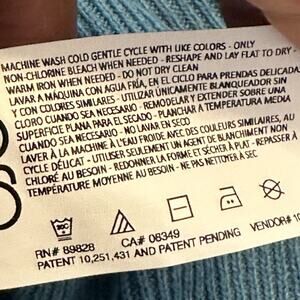 MACHINE WASH COLD GENTLE CYCLE WITH LIKE COLORS - ONLY
NON-CHLORINE BLEACH WHEN NEEDED - RESHAPE AND LAY FLAT TO DRY -
WARM IRON WHEN NEEDED - DO NOT DRY CLEAN
LAVAR A MÁQUINA CON AGUA FRÍA, EN EL CICLO PARA PRENDAS DELICADAS
Y CON COLORES SIMILARES - UTILIZAR ÚNICAMENTE BLANQUEADOR SIN
CLORO CUANDO SEA NECESARIO - REMODELAR Y EXTENDER SOBRE UNA
SUPERFICIE PLANA PARA EL SECADO - PLANCHAR A TEMPERATURA MEDIA
CUANDO SEA NECESARIO - NO LAVAR EN SECO
LAVER À LA MACHINE À L'EAU FROIDE AVEC DES COULEURS SIMILAIRES, AU
CYCLE DÉLICAT - UTILISER SEULEMENT UN AGENT DE BLANCHIMENT NON
CHLORÉ AU BESOIN - REDONNER LA FORME ET SÉCHER À PLAT - REPASSER À
TEMPÉRATURE MOYENNE AU BESOIN - NE PAS NETTOYER À SEC
RN# 89828 CA# 08349 VENDOR# 10
PATENT 10,251,431 AND PATENT PENDING